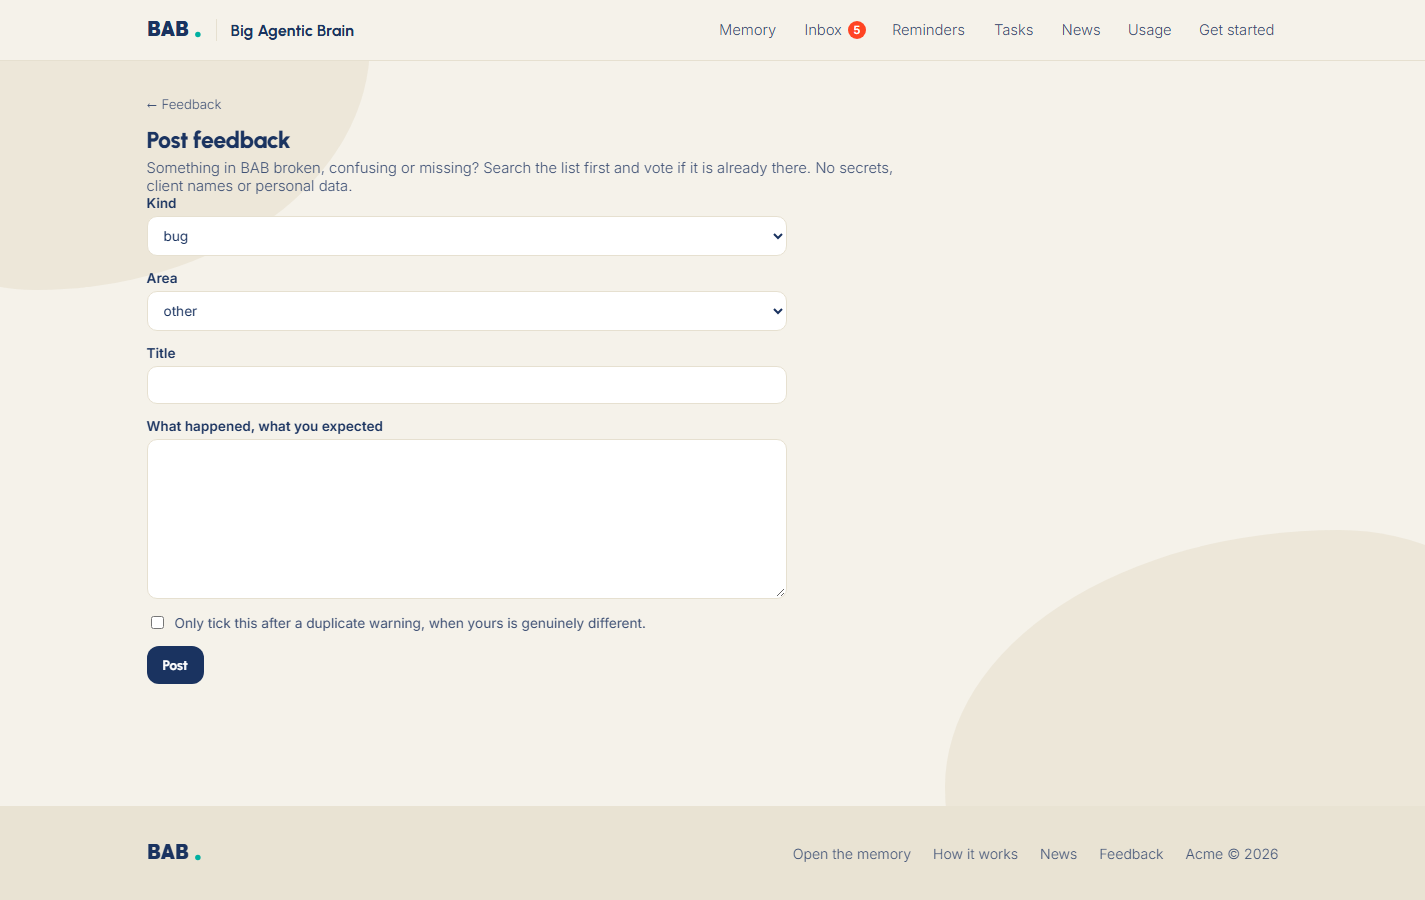 BAB. Big Agentic Brain
Memory Inbox 5 Reminders Tasks News Usage Get started
← Feedback
Post feedback
Something in BAB broken, confusing or missing? Search the list first and vote if it is already there. No secrets,
client names or personal data.
Kind
bug
Area
other
Title
What happened, what you expected
Only tick this after a duplicate warning, when yours is genuinely different.
Post
BAB.
Open the memory How it works News Feedback Acme © 2026